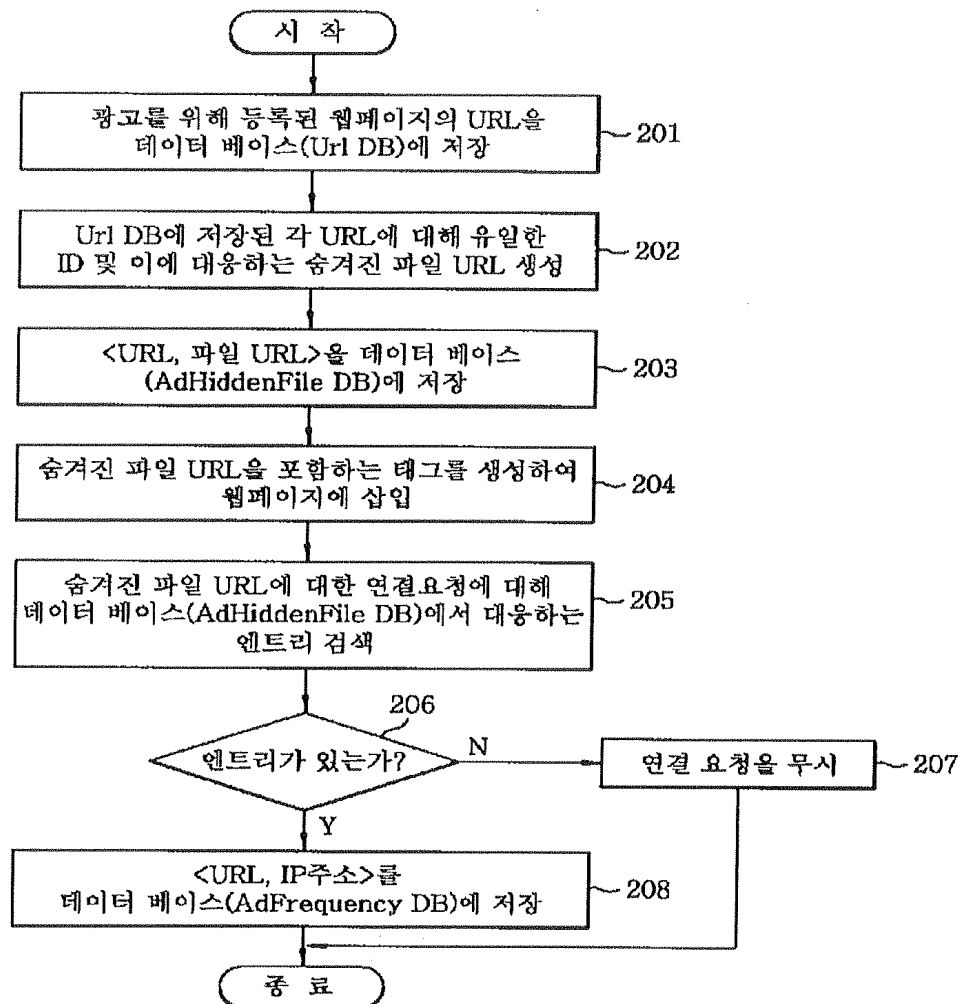 시 작
광고를 위해 등록된 웹페이지의 URL을
데이터 베이스(Url DB)에 저장
201
Url DB에 저장된 각 URL에 대해 유일한
ID 및 이에 대응하는 숨겨진 파일 URL 생성
202
<URL, 파일 URL>을 데이터 베이스
(AdHiddenFile DB)에 저장
203
숨겨진 파일 URL을 포함하는 태그를 생성하여
웹페이지에 삽입
204
숨겨진 파일 URL에 대한 연결요청에 대해
데이터 베이스(AdHiddenFile DB)에서 대응하는
엔트리 검색
205
206
엔트리가 있는가?
N
연결 요청을 무시
207
Y
<URL, IP주소>를
데이터 베이스(AdFrequency DB)에 저장
208
종 료